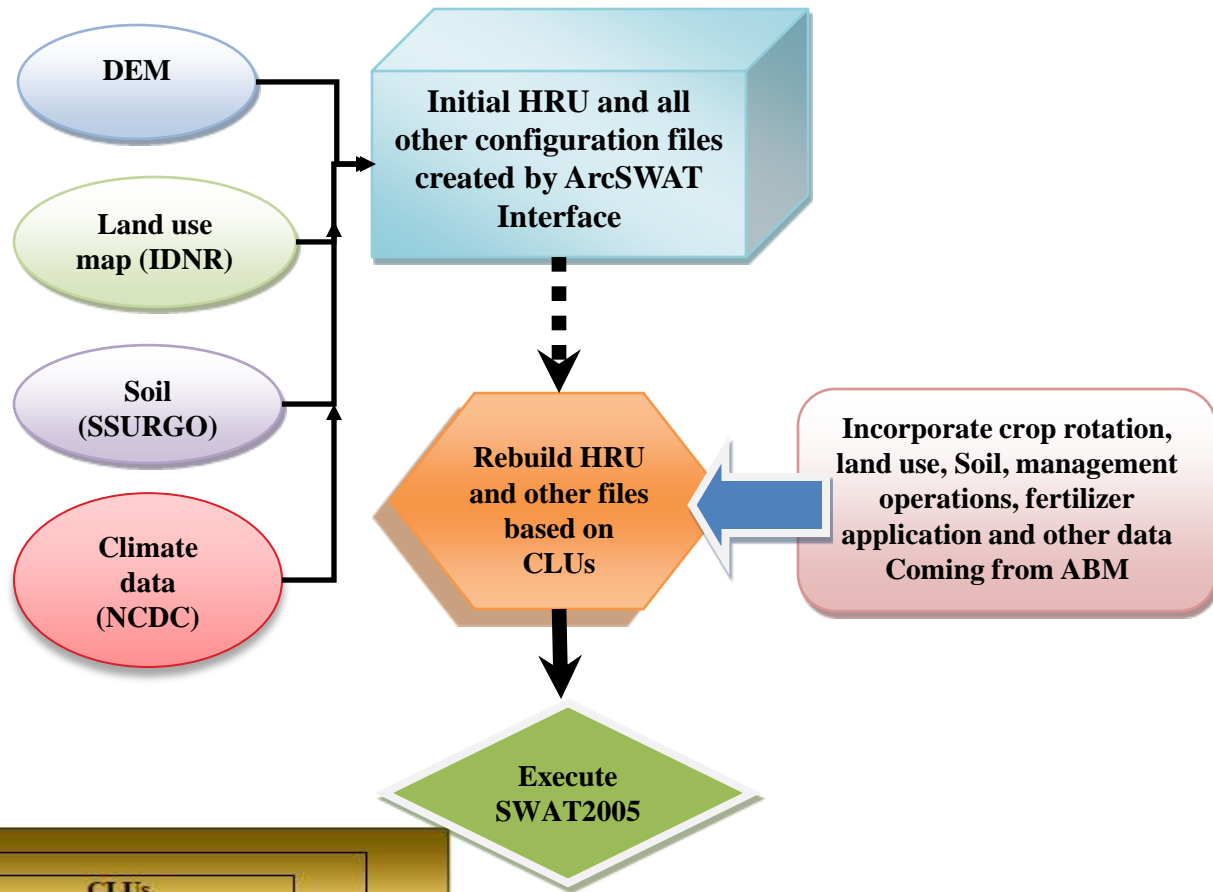 DEM
Land use
map (IDNR)
Soil
(SSURGO)
Climate
data
(NCDC)
Initial HRU and all
other configuration files
created by ArcSWAT
Interface
Rebuild HRU
and other files
based on
CLUs
Incorporate crop rotation,
land use, Soil, management
operations, fertilizer
application and other data
Coming from ABM
Execute
SWAT2005
CLUs